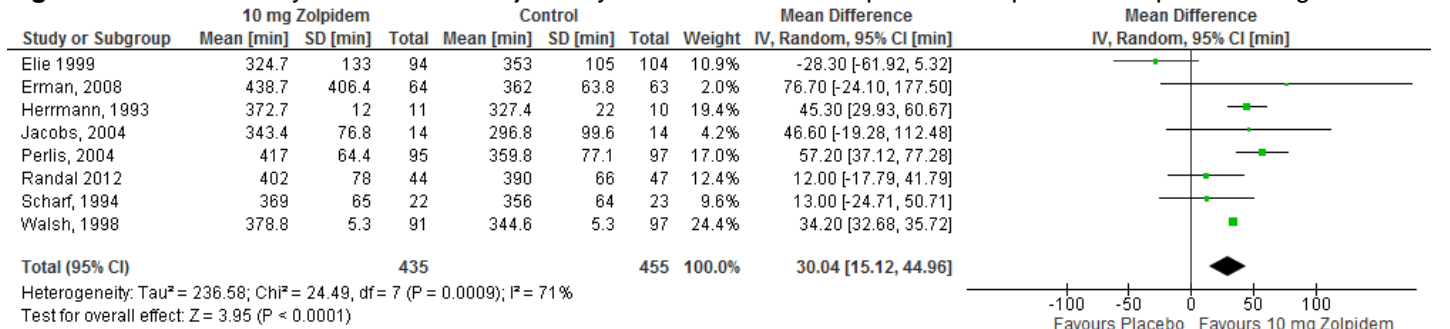 10 mg Zolpidem Control Mean Difference Mean Difference
Study or Subgroup Mean [min] SD [min] Total Mean [min] SD [min] Total Weight IV, Random, 95% CI [min] IV, Random, 95% CI [min]
Elie 1999 324.7 133 94 353 105 104 10.9% -28.30 [-61.92, 5.32]
Erman, 2008 438.7 406.4 64 362 63.8 63 2.0% 76.70 [-24.10, 177.50]
Herrmann, 1993 372.7 12 11 327.4 22 10 19.4% 45.30 [29.93, 60.67]
Jacobs, 2004 343.4 76.8 14 296.8 99.6 14 4.2% 46.60 [-19.28, 112.48]
Perlis, 2004 417 64.4 95 359.8 77.1 97 17.0% 57.20 [37.12, 77.28]
Randal 2012 402 78 44 390 66 47 12.4% 12.00 [-17.79, 41.79]
Scharf, 1994 369 65 22 356 64 23 9.6% 13.00 [-24.71, 50.71]
Walsh, 1998 378.8 5.3 91 344.6 5.3 97 24.4% 34.20 [32.68, 35.72]
Total (95% CI) 435 455 100.0% 30.04 [15.12, 44.96]
Heterogeneity: Tau² = 236.58; Chi² = 24.49, df = 7 (P = 0.0009); I² = 71%
Test for overall effect: Z = 3.95 (P < 0.0001)
-100 -50 0 50 100
Favours Placebo Favours 10 mg Zolpidem